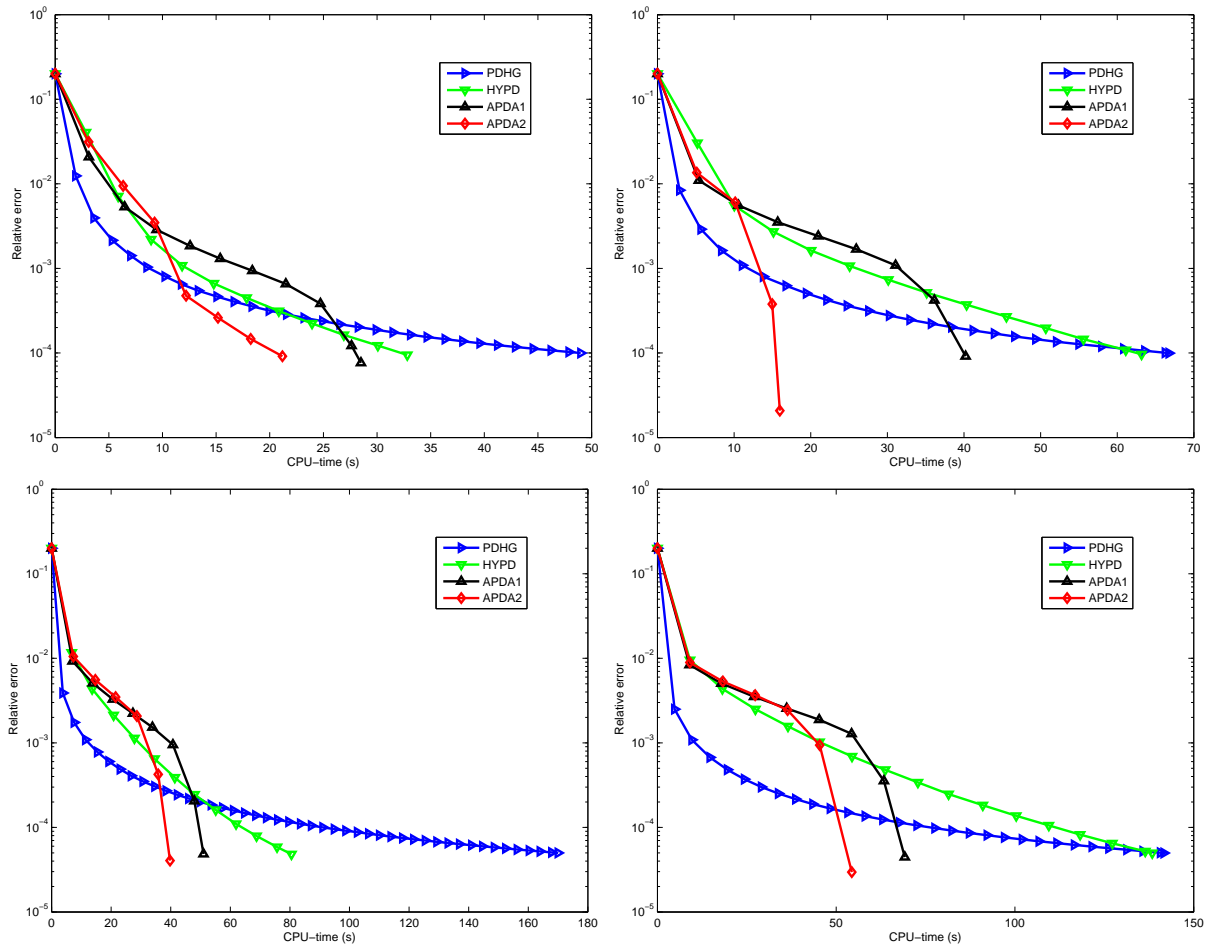 10^0
10^−1
10^−2
10^−3
10^−4
10^−5
Relative error
0 5 10 15 20 25 30 35 40 45 50
CPU−time (s)
PDHG
HYPD
APDA1
APDA2
10^0
10^−1
10^−2
10^−3
10^−4
10^−5
Relative error
0 10 20 30 40 50 60 70
CPU−time (s)
PDHG
HYPD
APDA1
APDA2
10^0
10^−1
10^−2
10^−3
10^−4
10^−5
Relative error
0 20 40 60 80 100 120 140 160 180
CPU−time (s)
PDHG
HYPD
APDA1
APDA2
10^0
10^−1
10^−2
10^−3
10^−4
10^−5
Relative error
0 50 100 150
CPU−time (s)
PDHG
HYPD
APDA1
APDA2